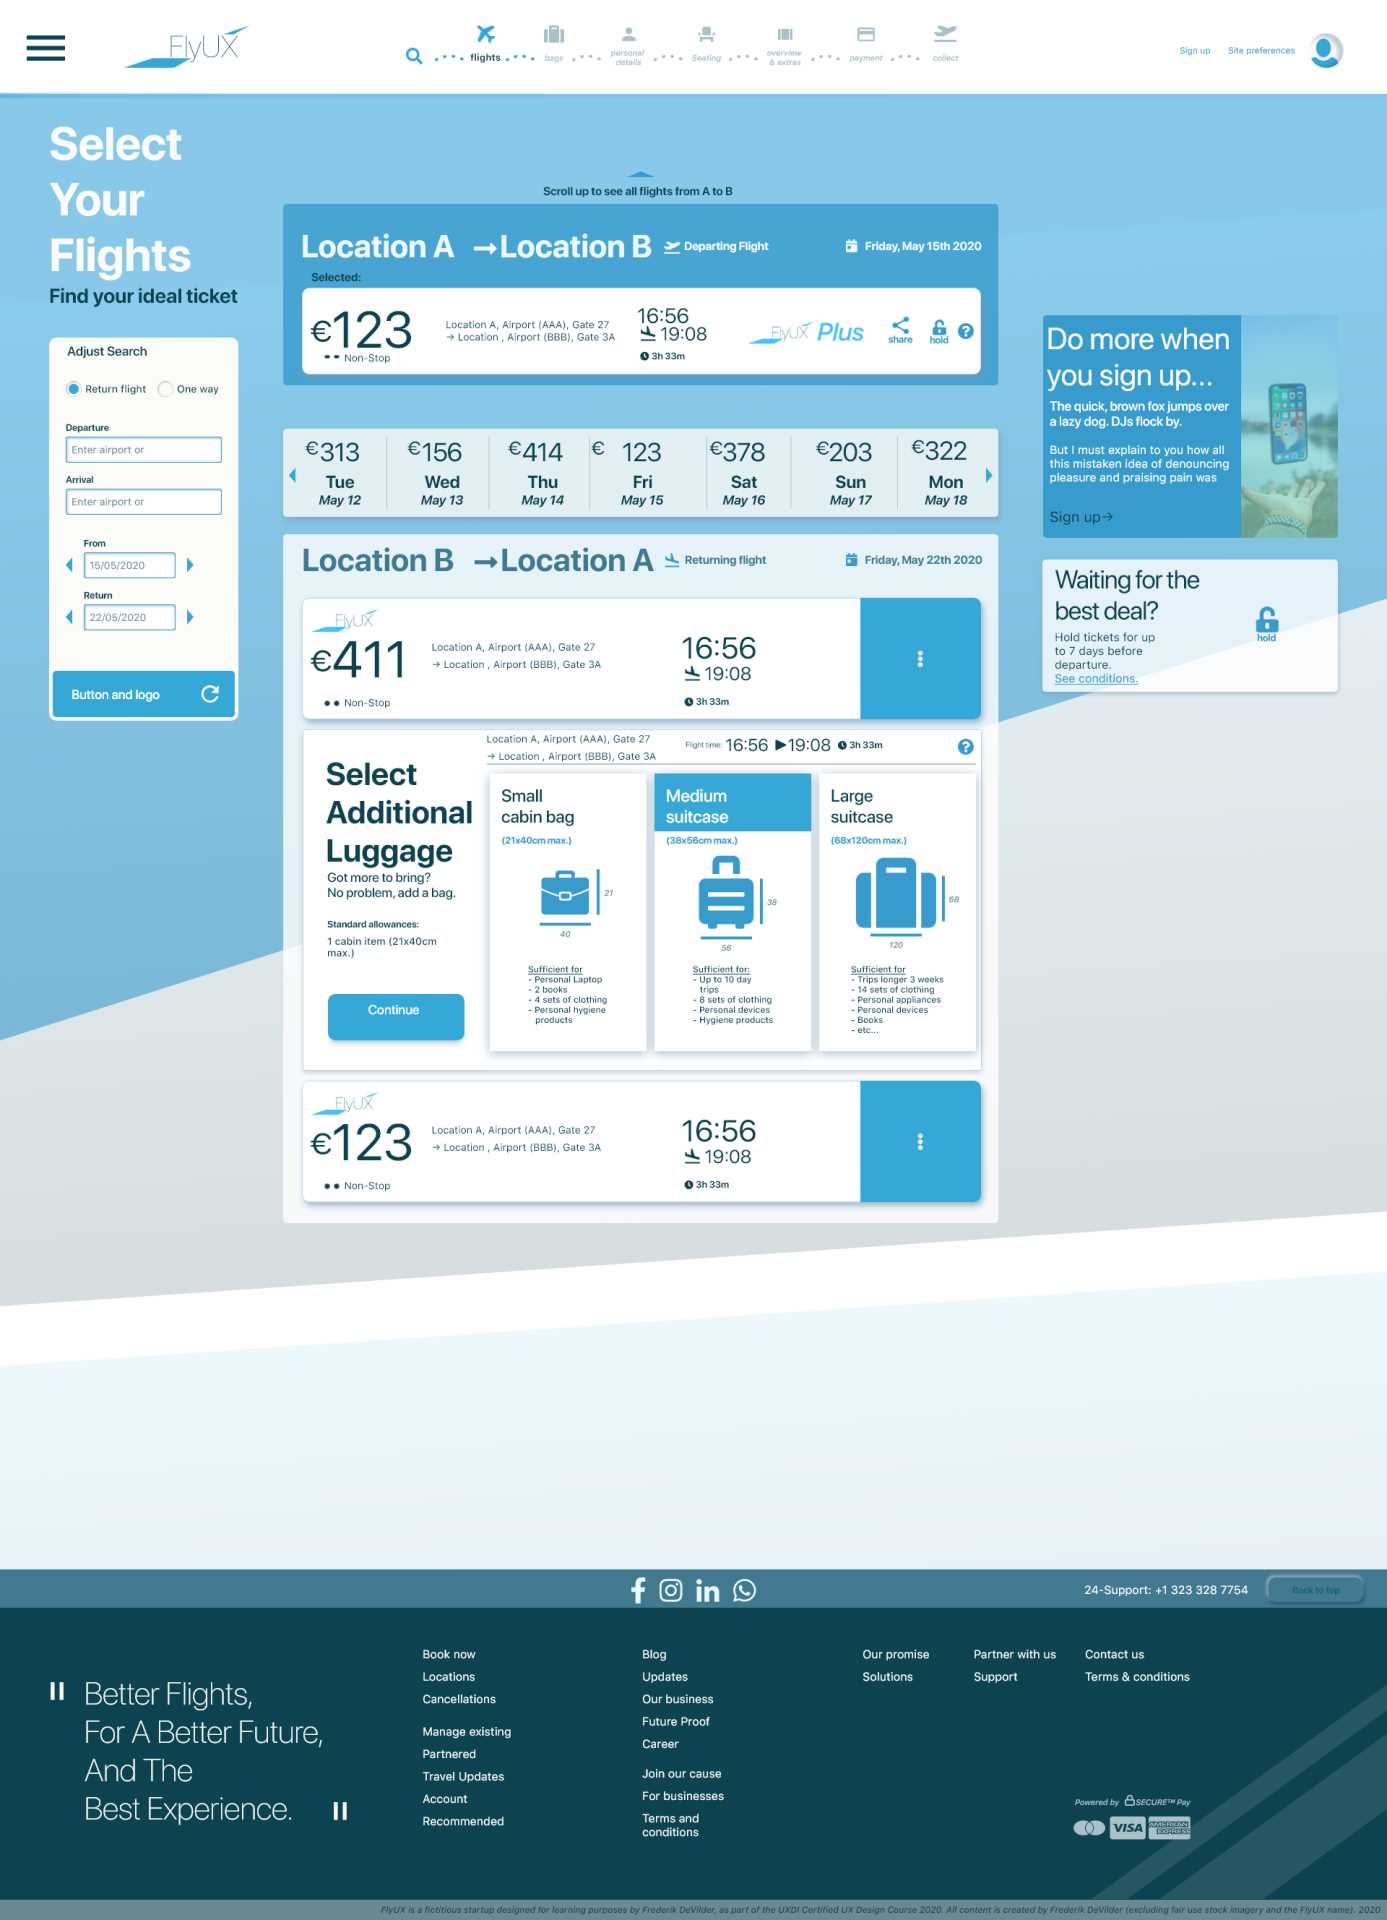 FlyUX
flights
bags
personal
details
Seating
overview
& extras
payment
collect
Sign up
Site preferences
Select
Your
Flights
Find your ideal ticket
Adjust Search
Return flight
One way
Departure
Enter airport or
Arrival
Enter airport or
From
15/05/2020
Return
22/05/2020
Button and logo
Scroll up to see all flights from A to B
Location A → Location B
Departing Flight
Friday, May 15th 2020
Selected:
€123
Non-Stop
Location A, Airport (AAA), Gate 27
→ Location , Airport (BBB), Gate 3A
16:56
19:08
3h 33m
FlyUX Plus
share
hold
?
€313
Tue
May 12
€156
Wed
May 13
€414
Thu
May 14
€ 123
Fri
May 15
€378
Sat
May 16
€203
Sun
May 17
€322
Mon
May 18
Location B → Location A
Returning flight
Friday, May 22th 2020
FlyUX
€411
Non-Stop
Location A, Airport (AAA), Gate 27
→ Location , Airport (BBB), Gate 3A
16:56
19:08
3h 33m
Select
Additional
Luggage
Got more to bring?
No problem, add a bag.
Standard allowances:
1 cabin item (21x40cm
max.)
Continue
Location A, Airport (AAA), Gate 27
→ Location , Airport (BBB), Gate 3A
Flight time: 16:56 ▶19:08 3h 33m
?
Small
cabin bag
(21x40cm max.)
21
40
Sufficient for
- Personal Laptop
- 2 books
- 4 sets of clothing
- Personal hygiene
products
Medium
suitcase
(38x56cm max.)
38
56
Sufficient for:
- Up to 10 day
trips
- 8 sets of clothing
- Personal devices
- Hygiene products
Large
suitcase
(68x120cm max.)
68
120
Sufficient for
- Trips longer 3 weeks
- 14 sets of clothing
- Personal appliances
- Personal devices
- Books
- etc...
FlyUX
€123
Non-Stop
Location A, Airport (AAA), Gate 27
→ Location , Airport (BBB), Gate 3A
16:56
19:08
3h 33m
Do more when
you sign up...
The quick, brown fox jumps over
a lazy dog. DJs flock by.
But I must explain to you how all
this mistaken idea of denouncing
pleasure and praising pain was
Sign up→
Waiting for the
best deal?
Hold tickets for up
to 7 days before
departure.
See conditions.
hold
24-Support: +1 323 328 7754
Back to top
" Better Flights,
For A Better Future,
And The
Best Experience. "
Book now
Locations
Cancellations
Manage existing
Partnered
Travel Updates
Account
Recommended
Blog
Updates
Our business
Future Proof
Career
Join our cause
For businesses
Terms and
conditions
Our promise
Solutions
Partner with us
Support
Contact us
Terms & conditions
Powered by SECURE™ Pay
VISA
AMERICAN
EXPRESS
FlyUX is a fictitious startup designed for learning purposes by Frederik DeVilder, as part of the UXDI Certified UX Design Course 2020. All content is created by Frederik DeVilder (excluding fair use stock imagery and the FlyUX name). 2020